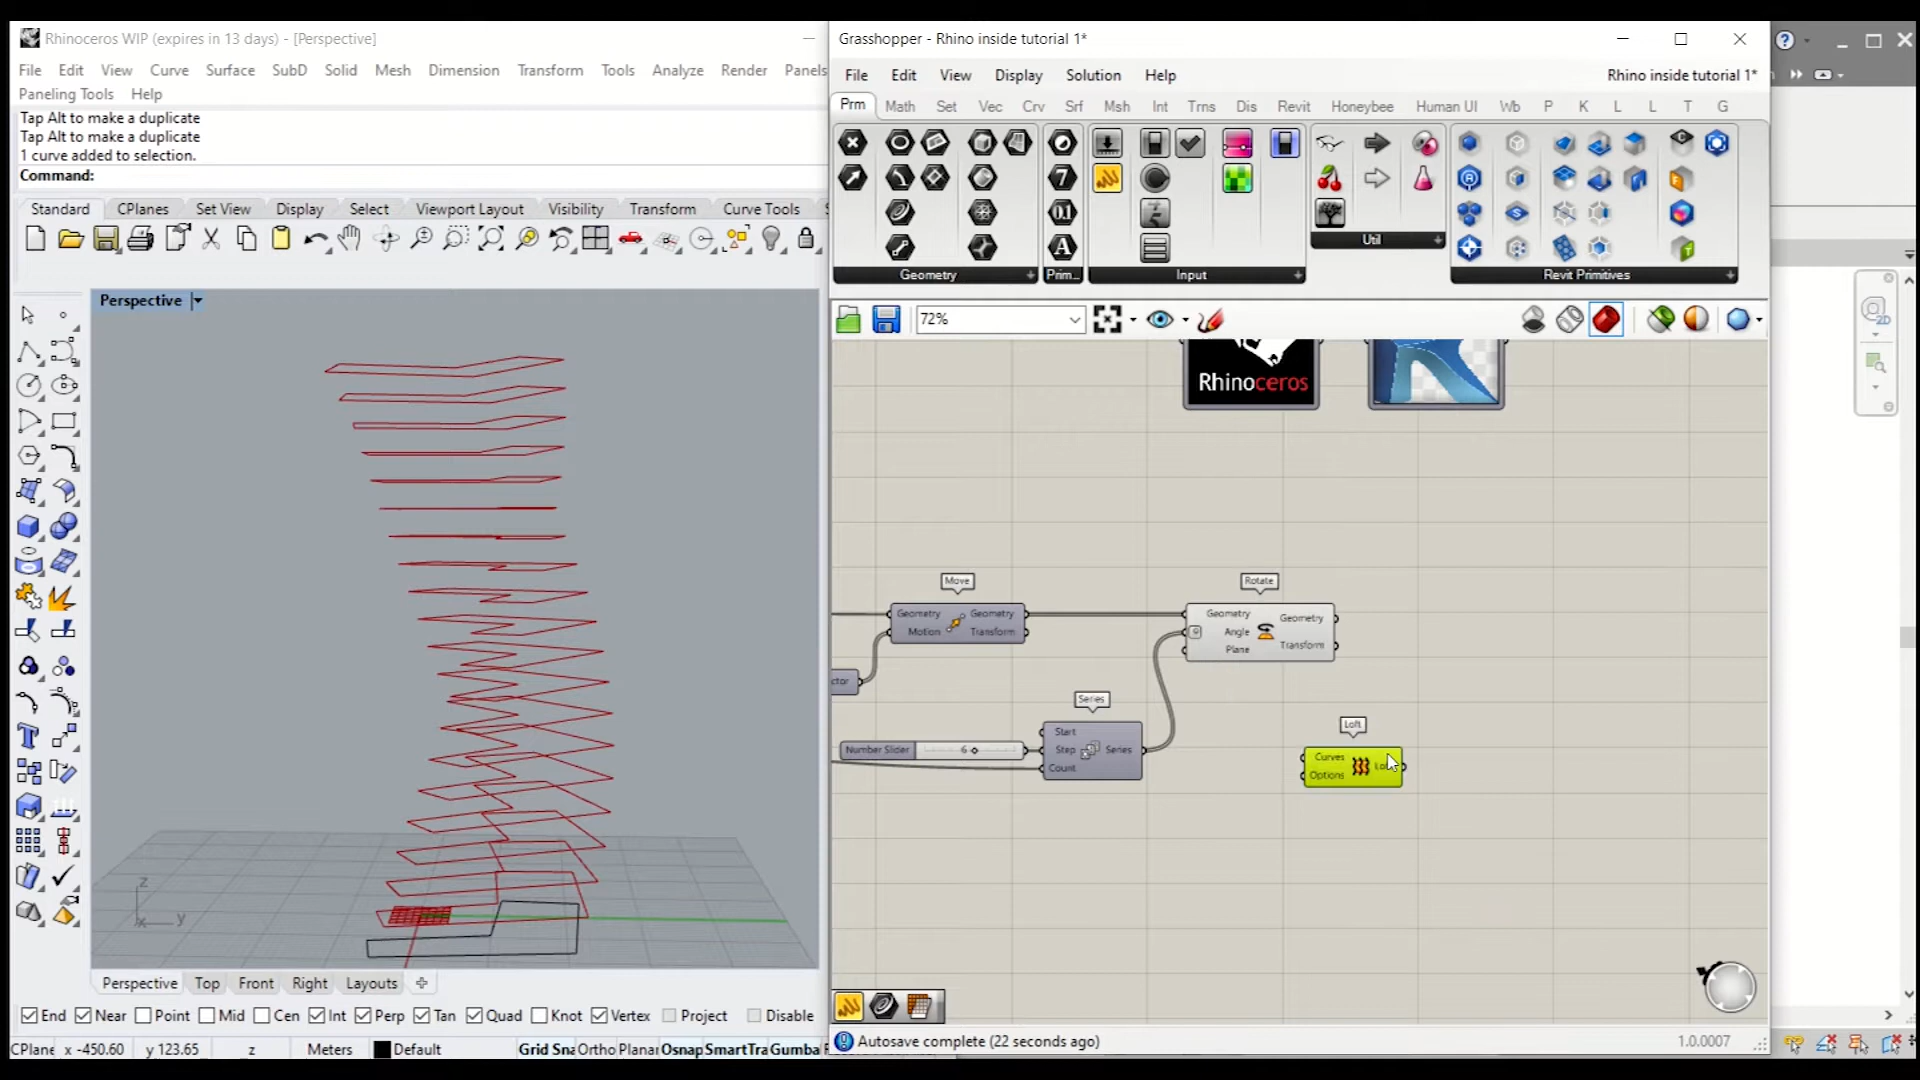 Rhinoceros WIP (expires in 13 days) - [Perspective]
File Edit View Curve Surface SubD Solid Mesh Dimension Transform Tools Analyze Render Panels
Paneling Tools Help
Tap Alt to make a duplicate
Tap Alt to make a duplicate
1 curve added to selection.
Command:
Standard CPlanes Set View Display Select Viewport Layout Visibility Transform Curve Tools
Perspective
z
x y
Perspective Top Front Right Layouts
End Near Point Mid Cen Int Perp Tan Quad Knot Vertex Project Disable
CPlane x -450.60 y 123.65 z Meters Default Grid Sna Ortho Planar Osnap SmartTra Gumba
Grasshopper - Rhino inside tutorial 1*
File Edit View Display Solution Help Rhino inside tutorial 1*
Prm Math Set Vec Crv Srf Msh Int Trns Dis Revit Honeybee Human UI Wb P K L L T G
Geometry Prim... Input Util Revit Primitives
72%
Rhinoceros
Move
Geometry Geometry
Motion Transform
Rotate
Geometry Geometry
Angle
Plane Transform
ctor
Series
Start
Step Series
Count
Number Slider 6
Loft
Curves
Options Lo
Autosave complete (22 seconds ago) 1.0.0007
2D